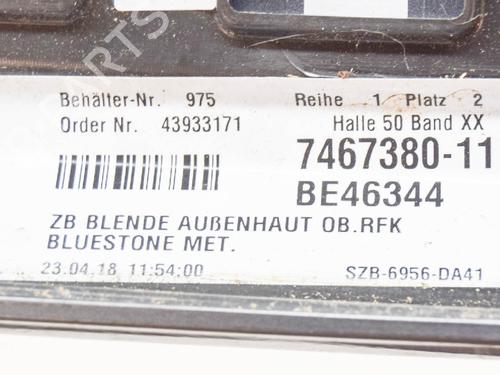 Behälter-Nr. 975 Reihe 1 Platz 2
Order Nr. 43933171 Halle 50 Band XX
7467380-11
BE46344
ZB BLENDE AUßENHAUT OB.RFK
BLUESTONE MET.
23.04.18 11:54:00 SZB-6956-DA41